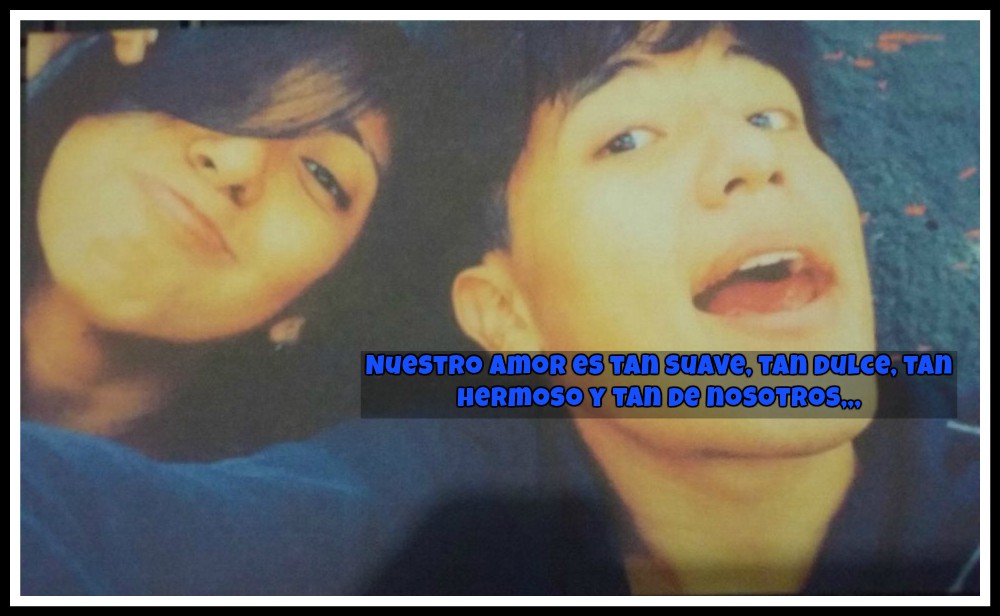 Nuestro amor es tan suave, tan dulce, tan
hermoso y tan de nosotros,,,